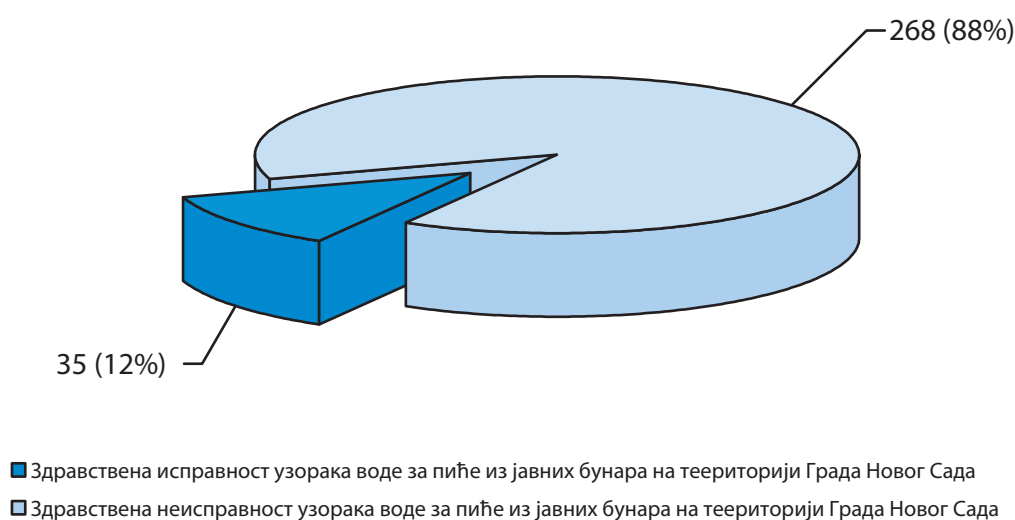 268 (88%)
35 (12%)
Здравствена исправност узорака воде за пиће из јавних бунара на теериторији Града Новог Сада
Здравствена неисправност узорака воде за пиће из јавних бунара на теериторији Града Новог Сада